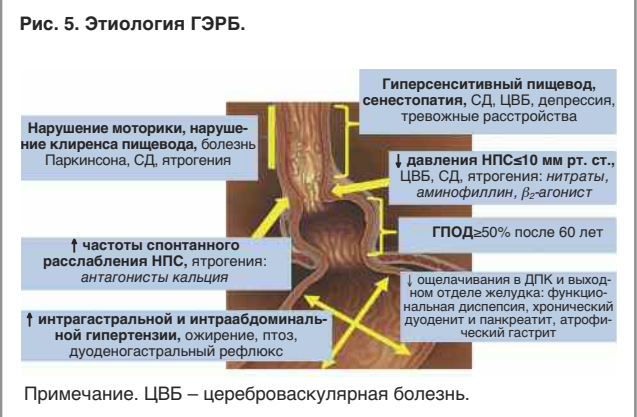 Рис. 5. Этиология ГЭРБ.
Гиперсенситивный пищевод,
сенестопатия, СД, ЦВБ, депрессия,
тревожные расстройства
Нарушение моторики, наруше-
ние клиренса пищевода, болезнь
Паркинсона, СД, ятрогения
↓ давления НПС≤10 мм рт. ст.,
ЦВБ, СД, ятрогения: нитраты,
аминофиллин, β2-агонист
ГПОД≥50% после 60 лет
↑ частоты спонтанного
расслабления НПС, ятрогения:
антагонисты кальция
↓ ощелачивания в ДПК и выход-
ном отделе желудка: функцио-
нальная диспепсия, хронический
дуоденит и панкреатит, атрофи-
ческий гастрит
↑ интрагастральной и интраабдоминаль-
ной гипертензии, ожирение, птоз,
дуоденогастральный рефлюкс
Примечание. ЦВБ – цереброваскулярная болезнь.